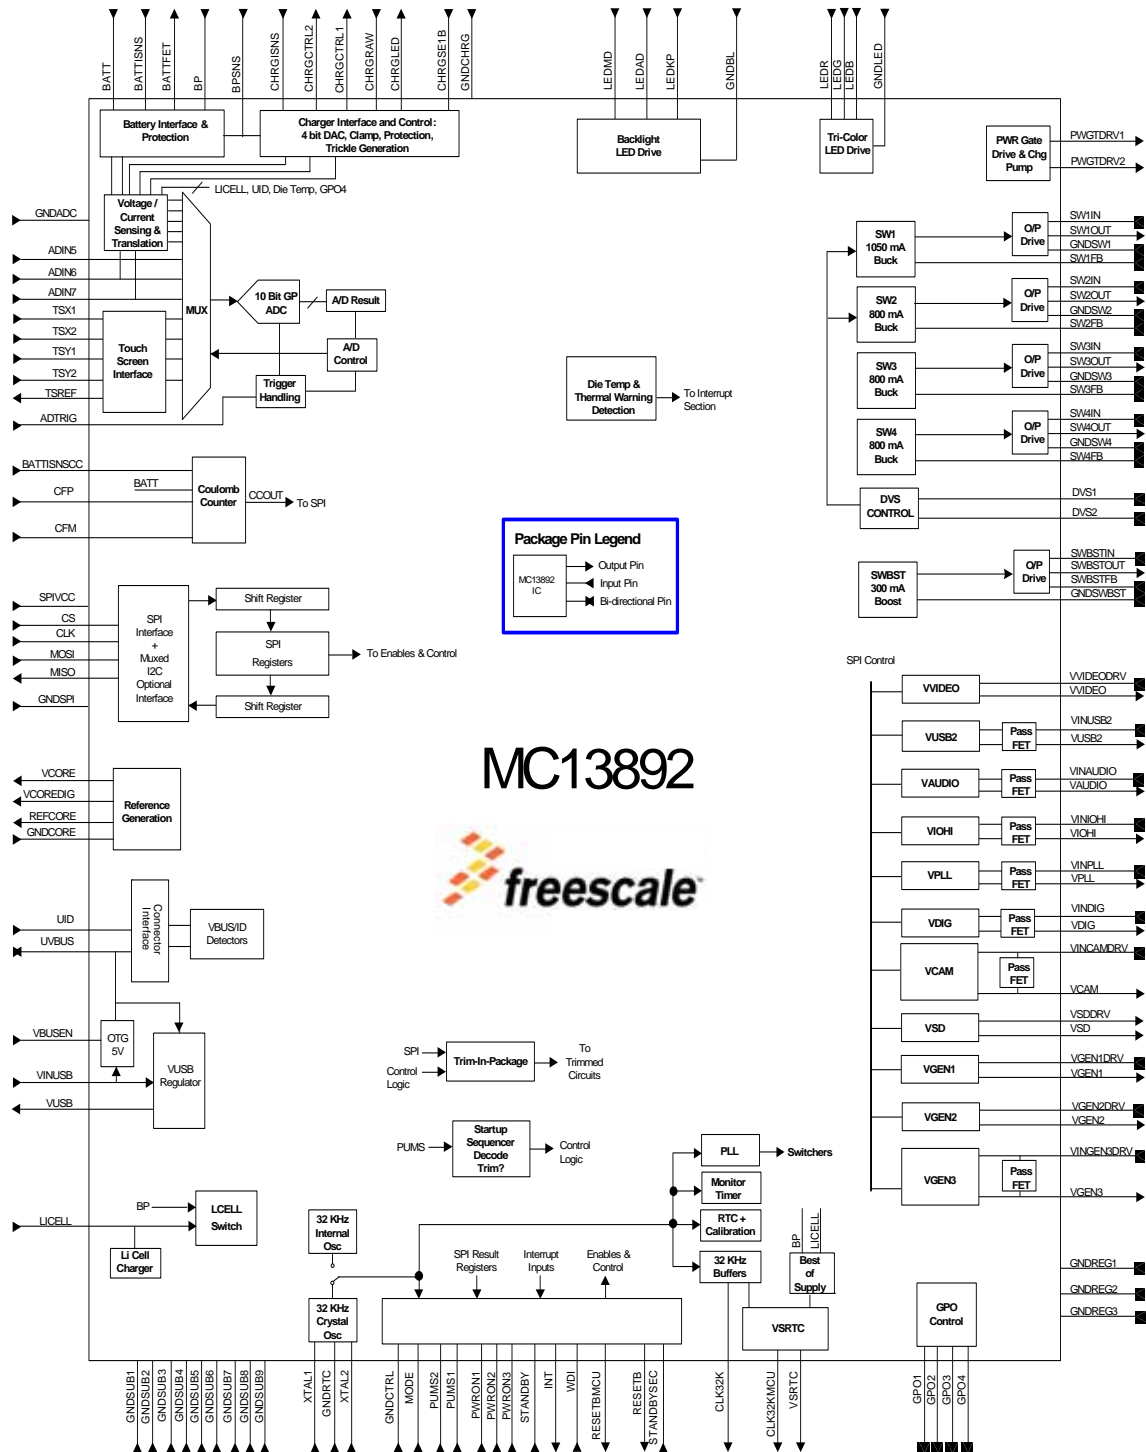 BATT
BATTISNS
BATTFET
BP
BPSNS
CHRGISNS
CHRGCTRL2
CHRGCTRL1
CHRGRAW
CHRGLED
CHRGSE1B
GNDCHRG
LEDMD
LEDAD
LEDKP
GNDBL
LEDR
LEDG
LEDB
GNDLED
Battery Interface &
Protection
Charger Interface and Control:
4 bit DAC, Clamp, Protection,
Trickle Generation
Backlight
LED Drive
Tri-Color
LED Drive
PWR Gate
Drive & Chg
Pump
PWGTDRV1
PWGTDRV2
LICELL, UID, Die Temp, GPO4
Voltage /
Current
Sensing &
Translation
GNDADC
ADIN5
ADIN6
ADIN7
TSX1
TSX2
TSY1
TSY2
TSREF
ADTRIG
MUX
10 Bit GP
ADC
A/D Result
A/D
Control
Touch
Screen
Interface
Trigger
Handling
Die Temp &
Thermal Warning
Detection
To Interrupt
Section
SW1
1050 mA
Buck
O/P
Drive
SW1IN
SW1OUT
GNDSW1
SW1FB
SW2
800 mA
Buck
O/P
Drive
SW2IN
SW2OUT
GNDSW2
SW2FB
SW3
800 mA
Buck
O/P
Drive
SW3IN
SW3OUT
GNDSW3
SW3FB
SW4
800 mA
Buck
O/P
Drive
SW4IN
SW4OUT
GNDSW4
SW4FB
DVS
CONTROL
DVS1
DVS2
BATTISNSCC
CFP
CFM
BATT
Coulomb
Counter
CCOUT
To SPI
Package Pin Legend
MC13892
IC
Output Pin
Input Pin
Bi-directional Pin
SWBST
300 mA
Boost
O/P
Drive
SWBSTIN
SWBSTOUT
SWBSTFB
GNDSWBST
SPIVCC
CS
CLK
MOSI
MISO
GNDSPI
SPI
Interface
+
Muxed
I2C
Optional
Interface
Shift Register
SPI
Registers
Shift Register
To Enables & Control
SPI Control
VVIDEO
VVIDEODRV
VVIDEO
VUSB2
Pass
FET
VINUSB2
VUSB2
VAUDIO
Pass
FET
VINAUDIO
VAUDIO
VIOHI
Pass
FET
VINIOHI
VIOHI
VPLL
Pass
FET
VINPLL
VPLL
VDIG
Pass
FET
VINDIG
VDIG
VCAM
Pass
FET
VINCAMDRV
VCAM
VSD
VSDDRV
VSD
VGEN1
VGEN1DRV
VGEN1
VGEN2
VGEN2DRV
VGEN2
VGEN3
Pass
FET
VINGEN3DRV
VGEN3
MC13892
freescale™
VCORE
VCOREDIG
REFCORE
GNDCORE
Reference
Generation
UID
UVBUS
Connector
Interface
VBUS/ID
Detectors
VBUSEN
VINUSB
VUSB
OTG
5V
VUSB
Regulator
SPI
Control
Logic
Trim-In-Package
To
Trimmed
Circuits
PUMS
Startup
Sequencer
Decode
Trim?
Control
Logic
PLL
Switchers
Monitor
Timer
RTC +
Calibration
32 KHz
Buffers
BP
LICELL
Best
of
Supply
VSRTC
BP
LICELL
LCELL
Switch
Li Cell
Charger
32 KHz
Internal
Osc
32 KHz
Crystal
Osc
SPI Result
Registers
Interrupt
Inputs
Enables &
Control
GPO
Control
GNDREG1
GNDREG2
GNDREG3
GNDSUB1
GNDSUB2
GNDSUB3
GNDSUB4
GNDSUB5
GNDSUB6
GNDSUB7
GNDSUB8
GNDSUB9
XTAL1
GNDRTC
XTAL2
GNDCTRL
MODE
PUMS2
PUMS1
PWRON1
PWRON2
PWRON3
STANDBY
INT
WDI
RESETBMCU
RESETB
STANDBYSEC
CLK32K
CLK32KMCU
VSRTC
GPO1
GPO2
GPO3
GPO4